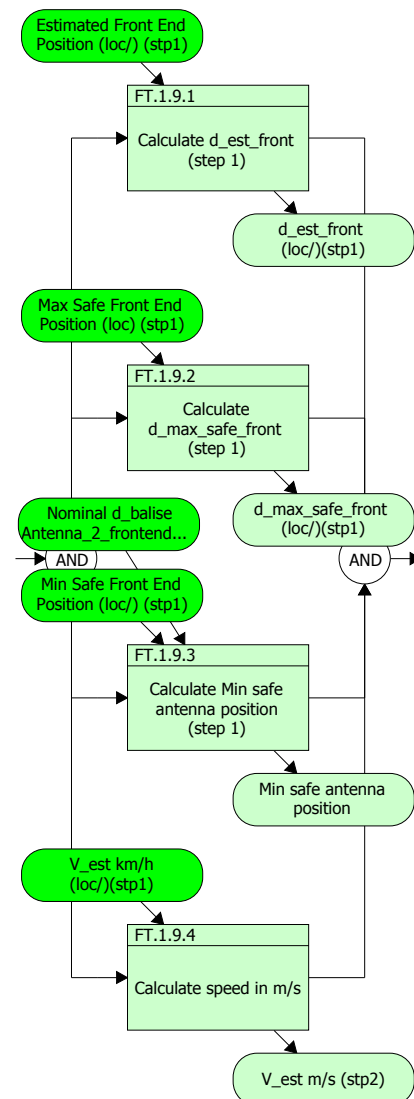 Estimated Front End
Position (loc/) (stp1)
FT.1.9.1
Calculate d_est_front
(step 1)
d_est_front
(loc/)(stp1)
Max Safe Front End
Position (loc) (stp1)
FT.1.9.2
Calculate
d_max_safe_front
(step 1)
d_max_safe_front
(loc/)(stp1)
Nominal d_balise
Antenna_2_frontend...
AND
AND
Min Safe Front End
Position (loc/) (stp1)
FT.1.9.3
Calculate Min safe
antenna position
(step 1)
Min safe antenna
position
V_est km/h
(loc/)(stp1)
FT.1.9.4
Calculate speed in m/s
V_est m/s (stp2)